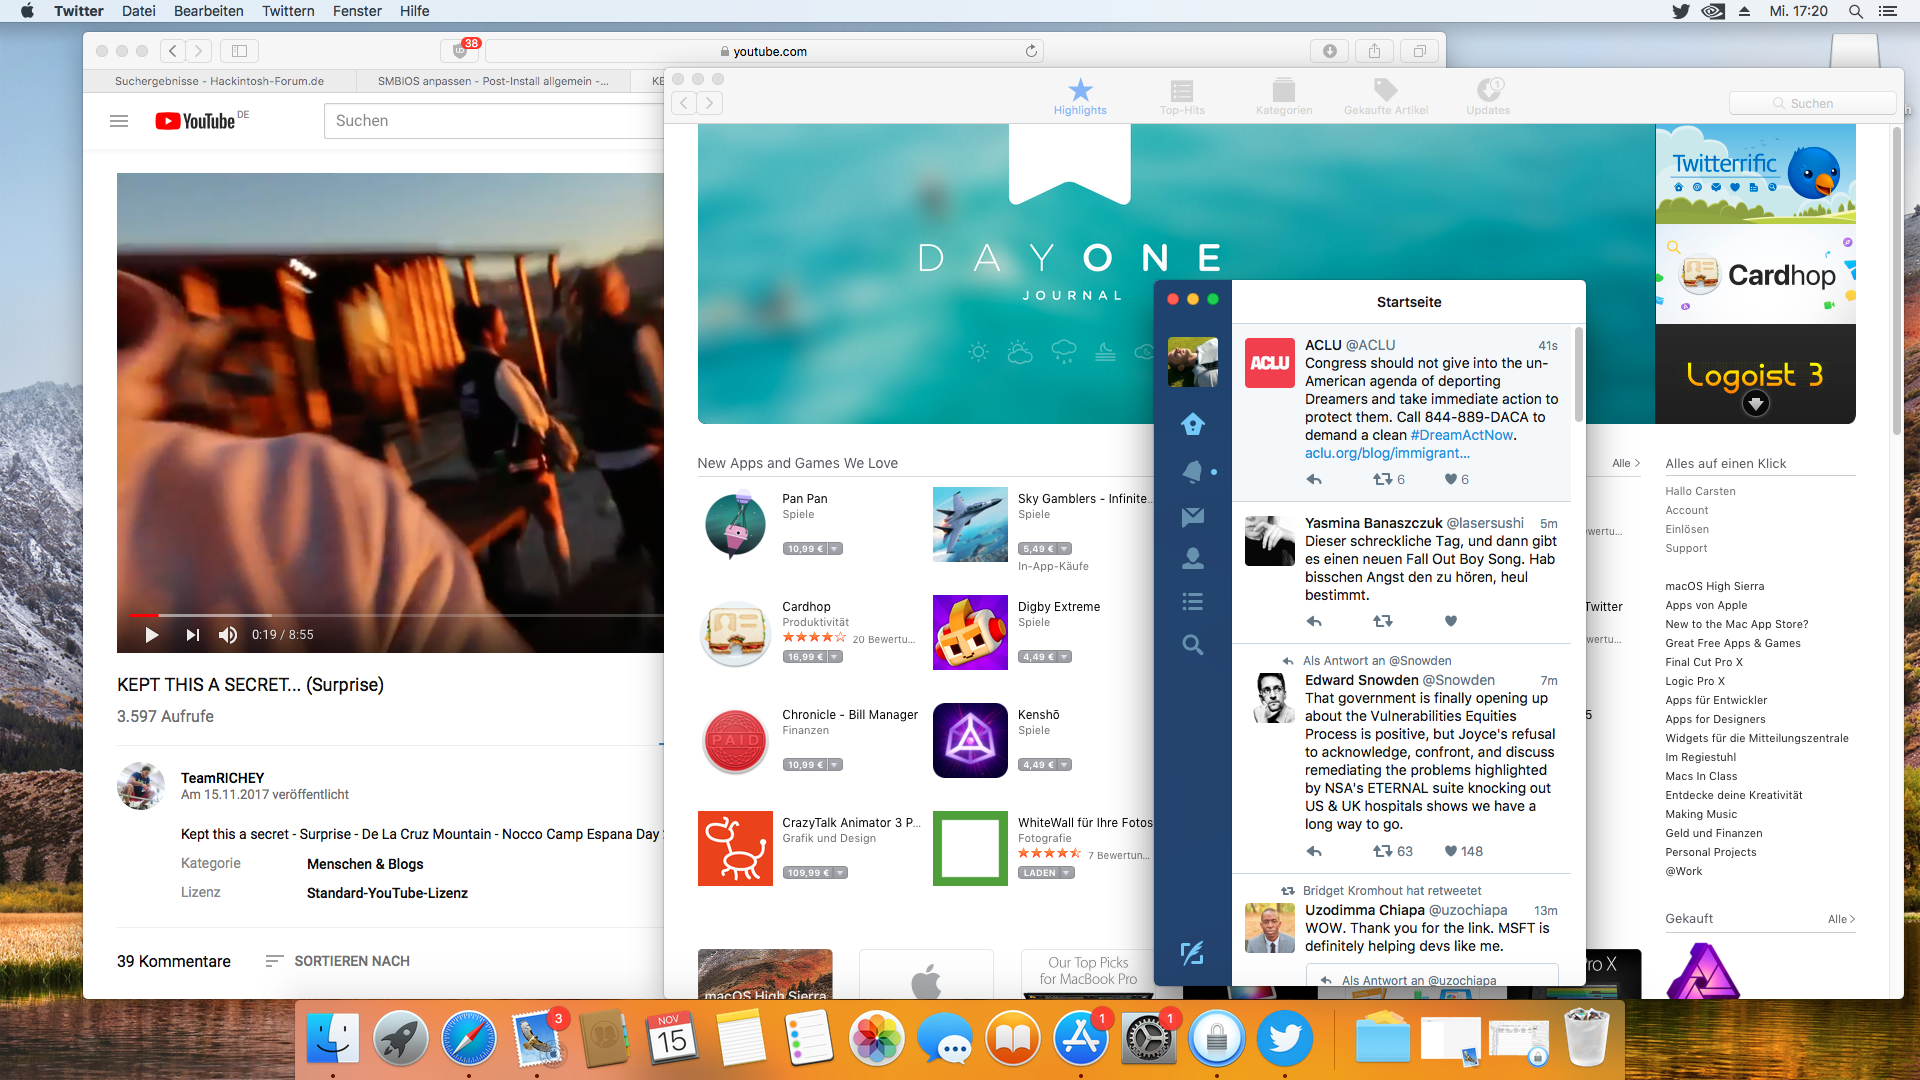 Twitter Datei Bearbeiten Twittern Fenster Hilfe
Mi. 17:20
38
youtube.com
Suchergebnisse - Hackintosh-Forum.de
SMBIOS anpassen - Post-Install allgemein -...
KE
YouTube DE
Suchen
0:19 / 8:55
KEPT THIS A SECRET... (Surprise)
3.597 Aufrufe
TeamRICHEY
Am 15.11.2017 veröffentlicht
Kept this a secret - Surprise - De La Cruz Mountain - Nocco Camp Espana Day
Kategorie
Menschen & Blogs
Lizenz
Standard-YouTube-Lizenz
39 Kommentare
SORTIEREN NACH
Highlights
Top-Hits
Kategorien
Gekaufte Artikel
1
Updates
Suchen
DAY ONE
JOURNAL
Twitterrific
Cardhop
Logoist 3
New Apps and Games We Love
Alle >
Pan Pan
Spiele
10,99 €
Sky Gamblers - Infinite...
Spiele
5,49 €
In-App-Käufe
Cardhop
Produktivität
20 Bewertu...
16,99 €
Digby Extreme
Spiele
4,49 €
PAID
Chronicle - Bill Manager
Finanzen
10,99 €
Kenshō
Spiele
4,49 €
CrazyTalk Animator 3 P...
Grafik und Design
109,99 €
WhiteWall für Ihre Fotos
Fotografie
7 Bewertun...
LADEN
macOS High Sierra
Our Top Picks
for MacBook Pro
ro X
wertu...
Twitter
wertu...
5
Startseite
ACLU
ACLU @ACLU 41s
Congress should not give into the un-
American agenda of deporting
Dreamers and take immediate action to
protect them. Call 844-889-DACA to
demand a clean #DreamActNow.
aclu.org/blog/immigrant...
6 6
Yasmina Banaszczuk @lasersushi 5m
Dieser schreckliche Tag, und dann gibt
es einen neuen Fall Out Boy Song. Hab
bisschen Angst den zu hören, heul
bestimmt.
Als Antwort an @Snowden
Edward Snowden @Snowden 7m
That government is finally opening up
about the Vulnerabilities Equities
Process is positive, but Joyce's refusal
to acknowledge, confront, and discuss
remediating the problems highlighted
by NSA's ETERNAL suite knocking out
US & UK hospitals shows we have a
long way to go.
63 148
Bridget Kromhout hat retweetet
Uzodimma Chiapa @uzochiapa 13m
WOW. Thank you for the link. MSFT is
definitely helping devs like me.
Als Antwort an @uzochiapa
Alles auf einen Klick
Hallo Carsten
Account
Einlösen
Support
macOS High Sierra
Apps von Apple
New to the Mac App Store?
Great Free Apps & Games
Final Cut Pro X
Logic Pro X
Apps für Entwickler
Apps for Designers
Widgets für die Mitteilungszentrale
Im Regiestuhl
Macs In Class
Entdecke deine Kreativität
Making Music
Geld und Finanzen
Personal Projects
@Work
Gekauft
Alle >
3
NOV
15
1
1